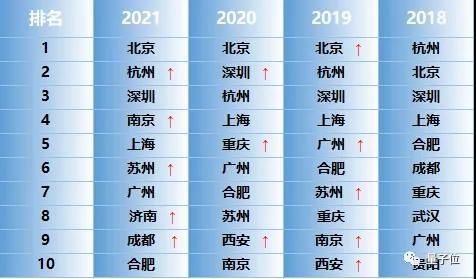 排名 2021 2020 2019 2018
1 北京 北京 北京 ↑ 杭州
2 杭州 ↑ 深圳 ↑ 杭州 北京
3 深圳 杭州 深圳 深圳
4 南京 ↑ 上海 上海 上海
5 上海 重庆 ↑ 广州 ↑ 合肥
6 苏州 ↑ 广州 合肥 成都
7 广州 合肥 苏州 ↑ 重庆
8 济南 ↑ 苏州 重庆 武汉
9 成都 ↑ 西安 ↑ 南京 ↑ 广州
10 合肥 南京 西安 ↑
量子位